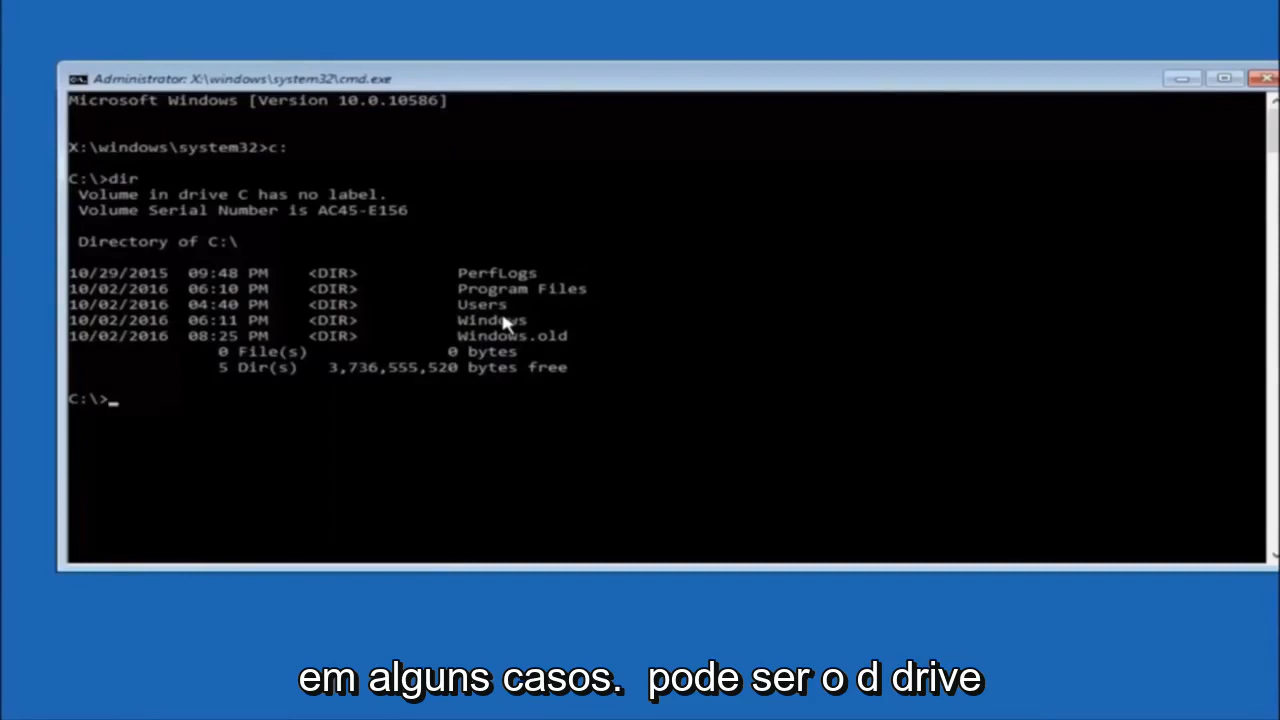 Administrator: X:\windows\system32\cmd.exe
Microsoft Windows [Version 10.0.10586]
X:\windows\system32>c:
C:\>dir
Volume in drive C has no label.
Volume Serial Number is AC45-E156
Directory of C:\
10/29/2015 09:48 PM <DIR> PerfLogs
10/02/2016 06:10 PM <DIR> Program Files
10/02/2016 04:40 PM <DIR> Users
10/02/2016 06:11 PM <DIR> Windows
10/02/2016 08:25 PM <DIR> Windows.old
0 File(s) 0 bytes
5 Dir(s) 3,736,555,520 bytes free
C:\>_
em alguns casos. pode ser o d drive